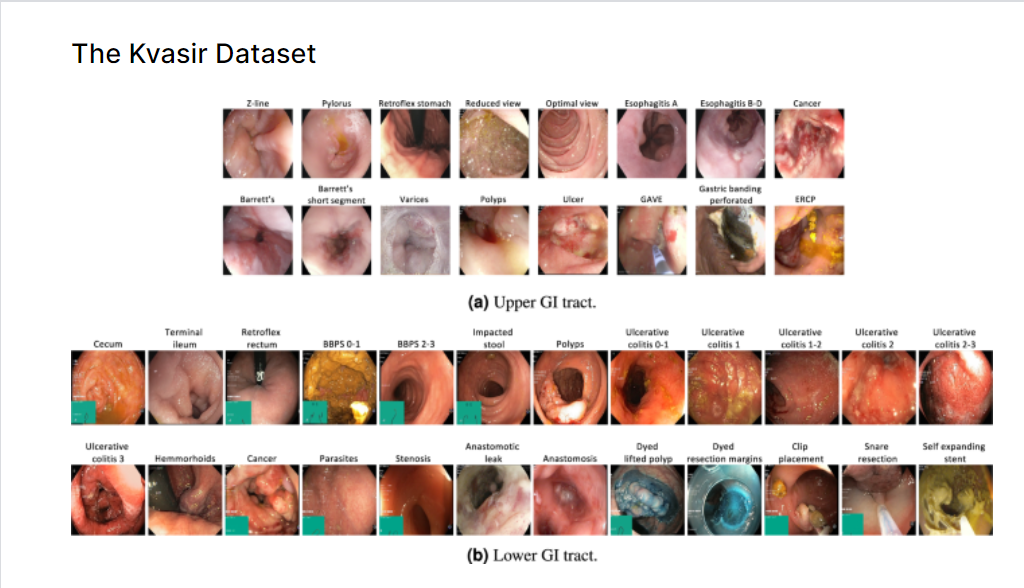 The Kvasir Dataset
Z-line Pylorus Retroflex stomach Reduced view Optimal view Esophagitis A Esophagitis B-D Cancer
Barrett's Barrett's short segment Varices Polyps Ulcer GAVE Gastric banding perforated ERCP
(a) Upper GI tract.
Cecum Terminal ileum Retroflex rectum BBPS 0-1 BBPS 2-3 Impacted stool Polyps Ulcerative colitis 0-1 Ulcerative colitis 1 Ulcerative colitis 1-2 Ulcerative colitis 2 Ulcerative colitis 2-3
Ulcerative colitis 3 Hemmorhoids Cancer Parasites Stenosis Anastomotic leak Anastomosis Dyed lifted polyp Dyed resection margins Clip placement Snare resection Self expanding stent
(b) Lower GI tract.